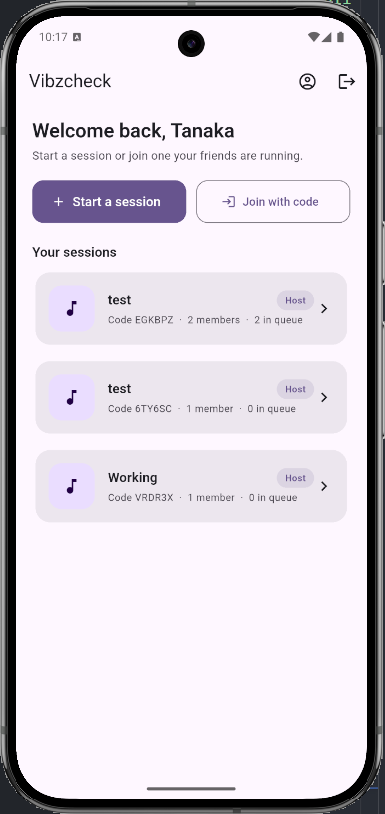 10:17
Vibzcheck
Welcome back, Tanaka
Start a session or join one your friends are running.
+ Start a session
Join with code
Your sessions
test
Host
Code EGKBPZ · 2 members · 2 in queue
test
Host
Code 6TY6SC · 1 member · 0 in queue
Working
Host
Code VRDR3X · 1 member · 0 in queue